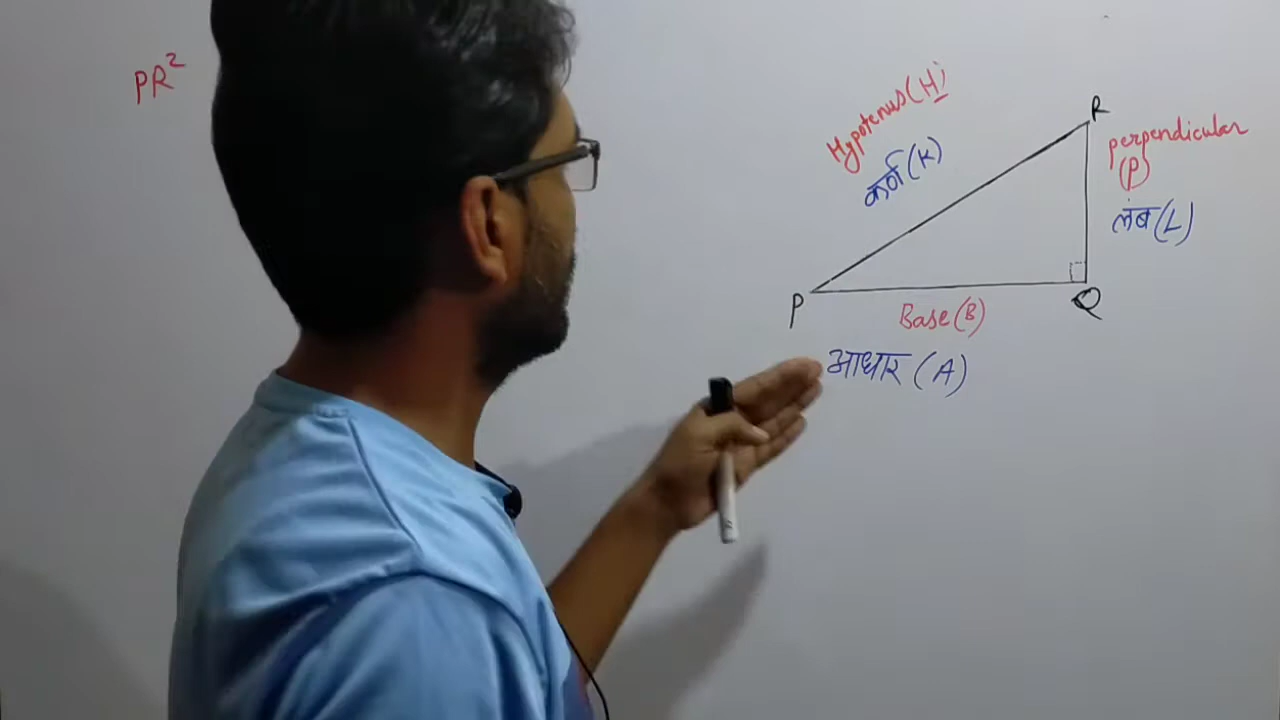 PR²
Hypotenus(H)
कर्ण(K)
R
perpendicular
(P)
लंब(L)
P
Q
Base(B)
आधार(A)